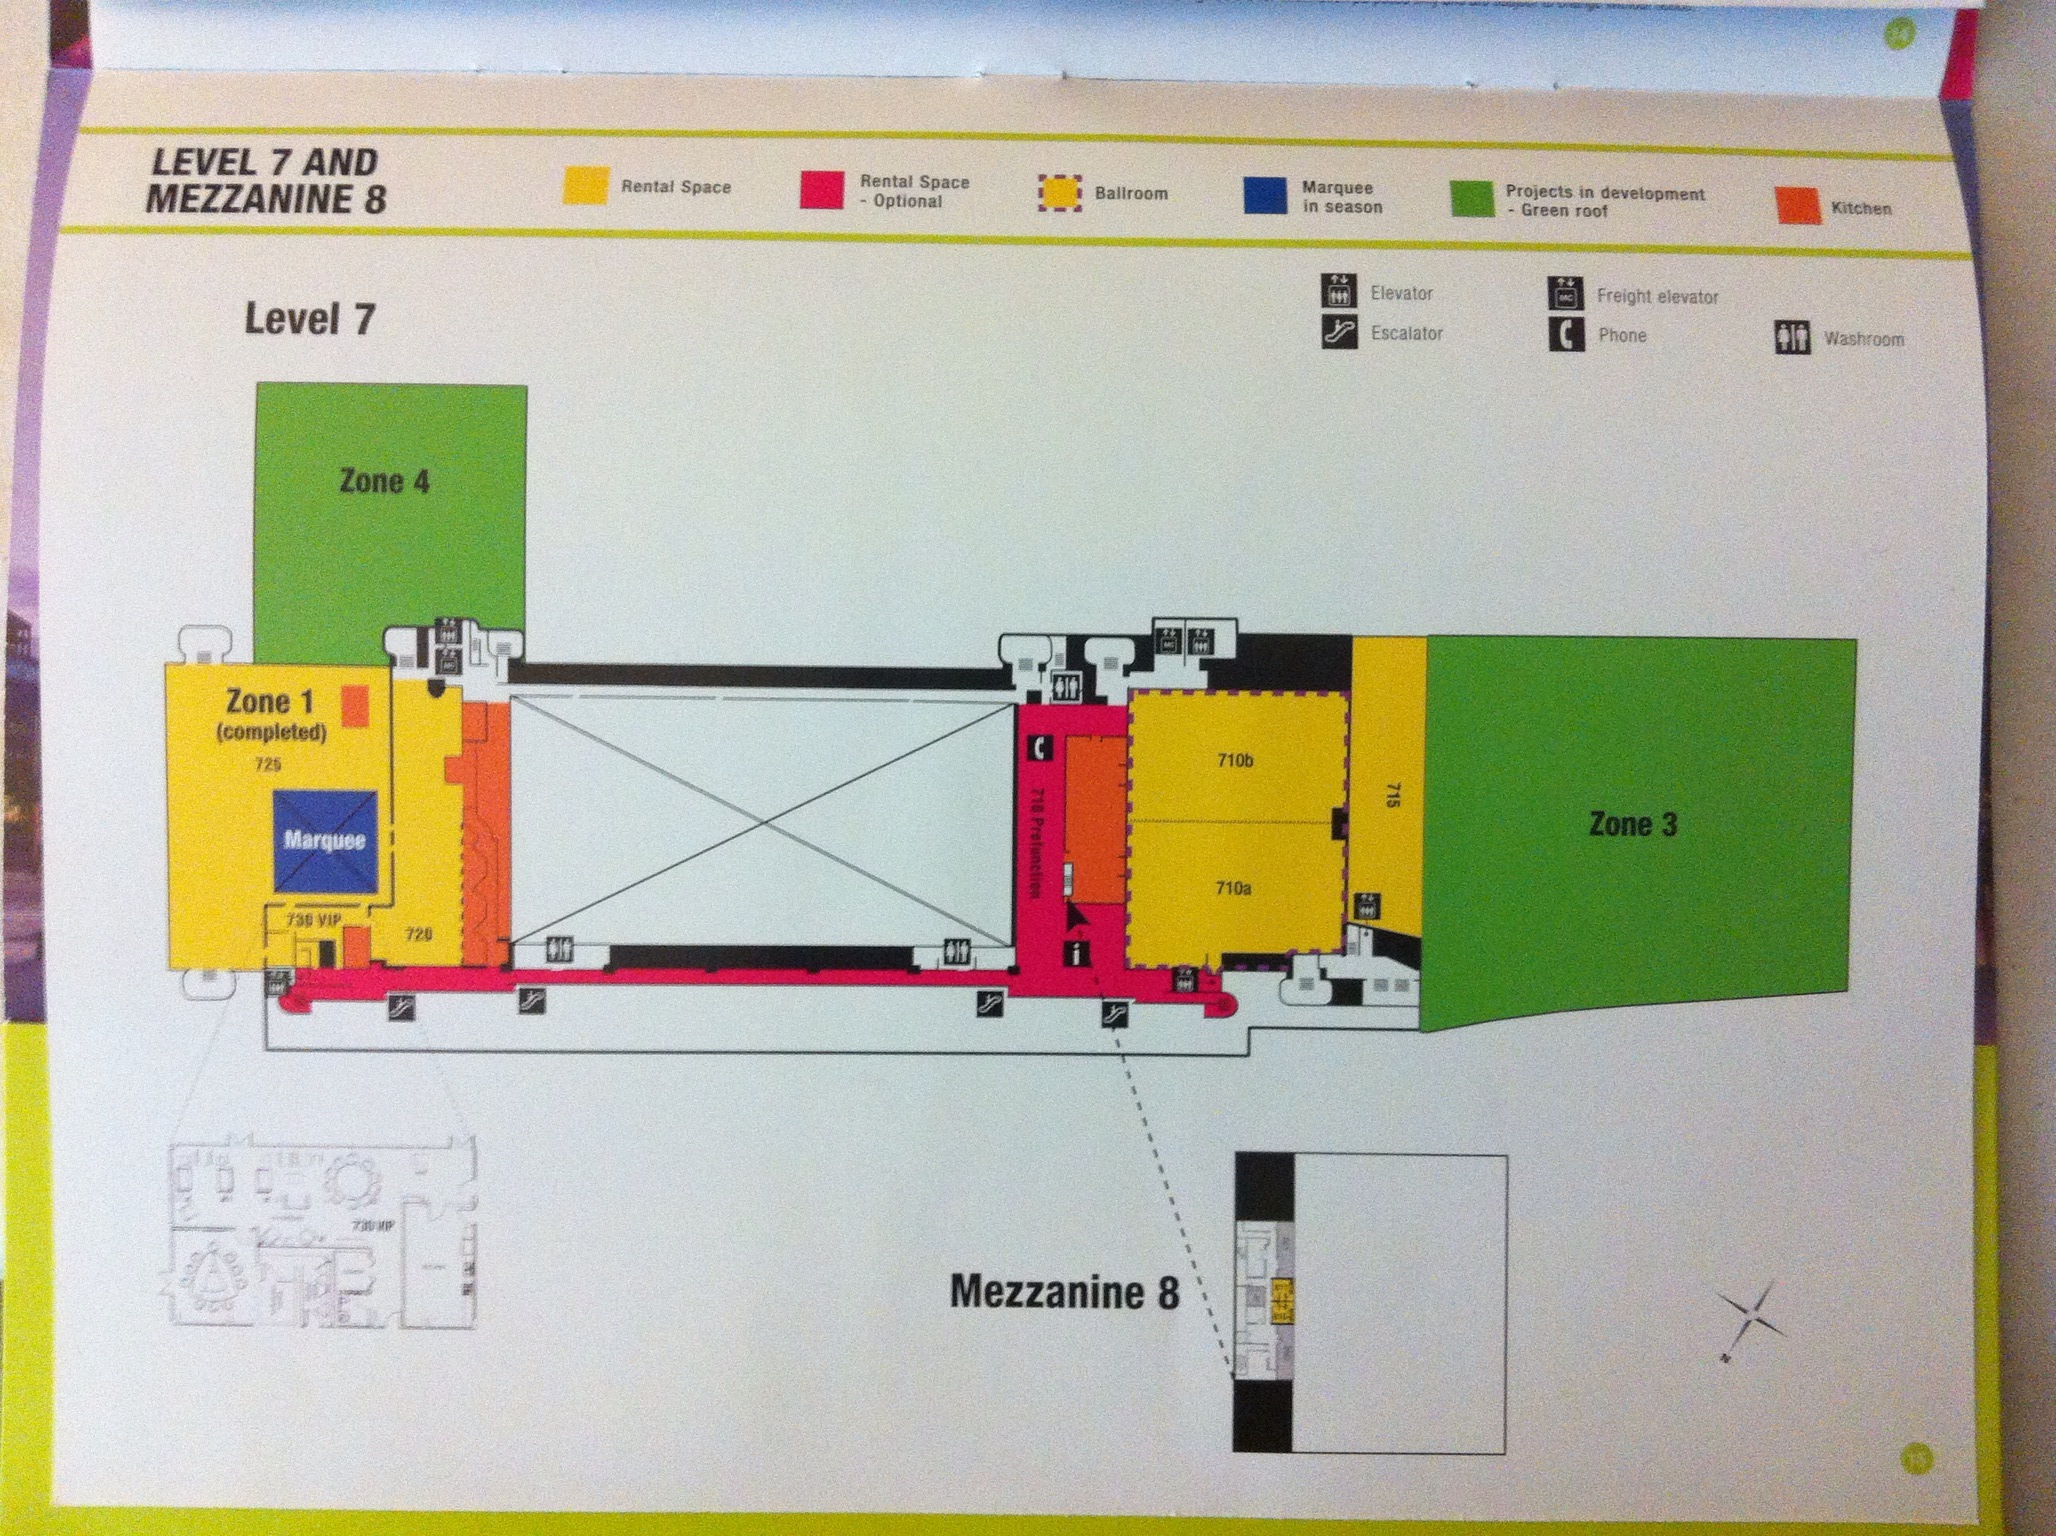 LEVEL 7 AND
MEZZANINE 8
Rental Space
Rental Space
- Optional
Ballroom
Marquee
in season
Projects in development
- Green roof
Kitchen
Elevator
Freight elevator
Escalator
Phone
Washroom
Level 7
Zone 4
Zone 1
(completed)
725
Marquee
730 VIP
720
710 Prefunction
i
710b
710a
715
Zone 3
730 VIP
Mezzanine 8
N